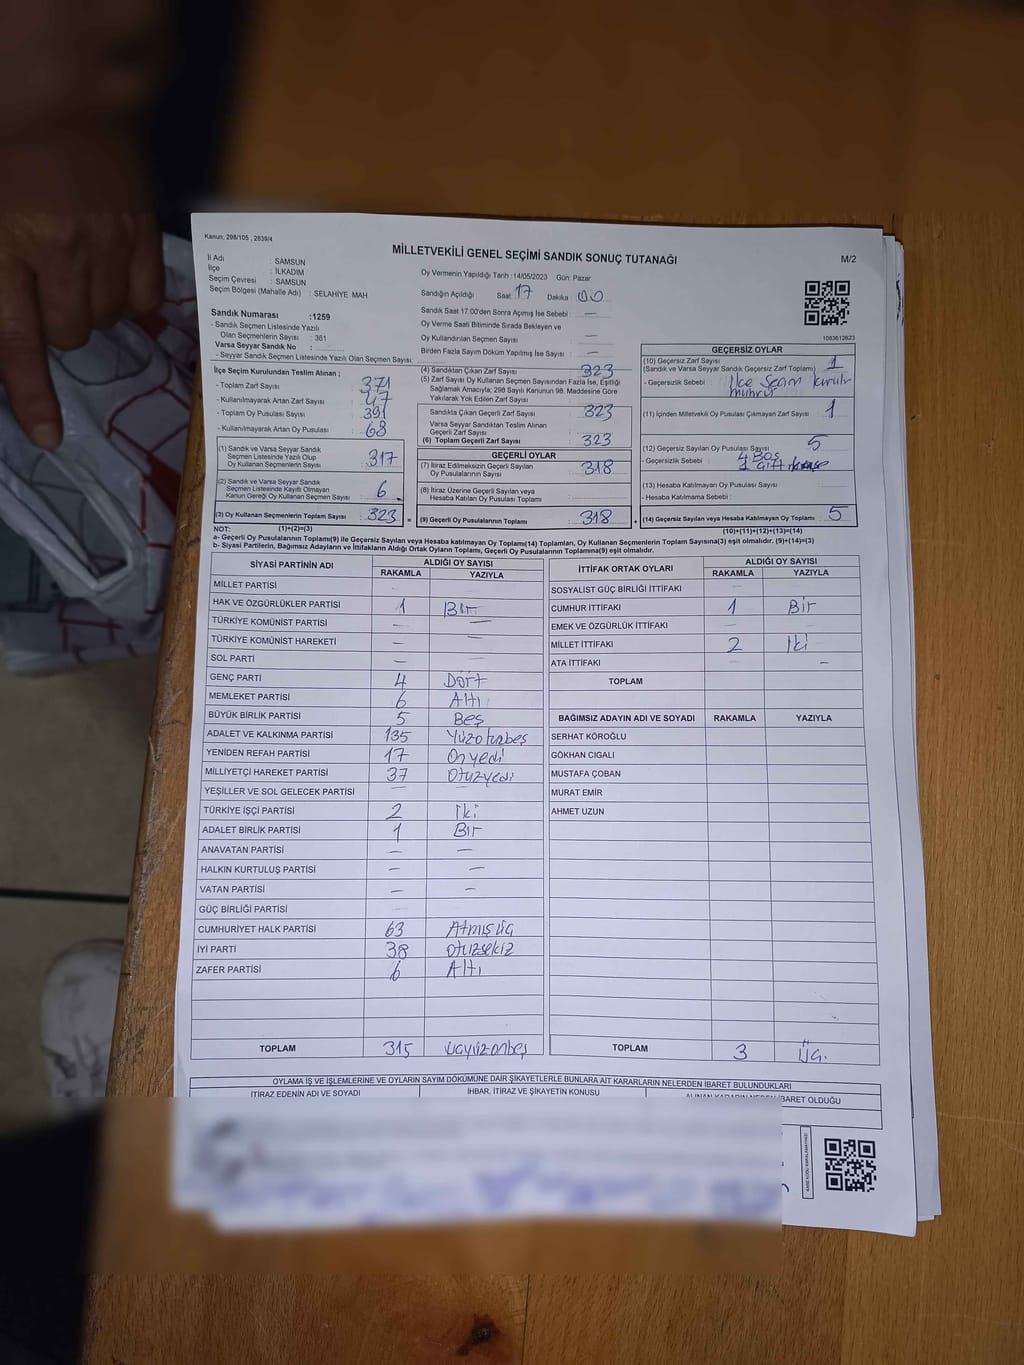 Kanun; 298/105 , 2839/4
MİLLETVEKİLİ GENEL SEÇİMİ SANDIK SONUÇ TUTANAĞI
M/2
İl Adı : SAMSUN
İlçe : İLKADIM
Seçim Çevresi : SAMSUN
Seçim Bölgesi (Mahalle Adı) : SELAHİYE MAH
Oy Vermenin Yapıldığı Tarih :14/05/2023 Gün: Pazar
Sandığın Açıldığı Saat: 17 Dakika : 00
Sandık Saat 17.00'den Sonra Açımış İse Sebebi : —
Oy Verme Saati Bitiminde Sırada Bekleyen ve
Oy Kullandırılan Seçmen Sayısı : —
Birden Fazla Sayım Döküm Yapılmış İse Sayısı : —
1083612623
Sandık Numarası :1259
- Sandık Seçmen Listesinde Yazılı
Olan Seçmenlerin Sayısı : 361
Varsa Seyyar Sandık No :
- Seyyar Sandık Seçmen Listesinde Yazılı Olan Seçmen Sayısı:
İlçe Seçim Kurulundan Teslim Alınan ;
- Toplam Zarf Sayısı : 371
- Kullanılmayarak Artan Zarf Sayısı : 47
- Toplam Oy Pusulası Sayısı : 391
- Kullanılmayarak Artan Oy Pusulası : 68
(1) Sandık ve Varsa Seyyar Sandık
Seçmen Listesinde Yazılı Olup
Oy Kullanan Seçmenlerin Sayısı : 317
(2) Sandık ve Varsa Seyyar Sandık
Seçmen Listesinde Kayıtlı Olmayan
Kanun Gereği Oy Kullanan Seçmen Sayısı : 6
(3) Oy Kullanan Seçmenlerin Toplam Sayısı : 323 =
(4) Sandıktan Çıkan Zarf Sayısı : 323
(5) Zarf Sayısı Oy Kullanan Seçmen Sayısından Fazla İse, Eşitliği
Sağlamak Amacıyla; 298 Sayılı Kanunun 98. Maddesine Göre
Yakılarak Yok Edilen Zarf Sayısı :
Sandıkta Çıkan Geçerli Zarf Sayısı : 323
Varsa Seyyar Sandıktan Teslim Alınan
Geçerli Zarf Sayısı :
(6) Toplam Geçerli Zarf Sayısı : 323
GEÇERLİ OYLAR
(7) İtiraz Edilmeksizin Geçerli Sayılan
Oy Pusulalarının Sayısı : 318
(8) İtiraz Üzerine Geçerli Sayılan veya
Hesaba Katılan Oy Pusulası Toplamı :
(9) Geçerli Oy Pusulalarının Toplamı : 318 +
GEÇERSİZ OYLAR
(10) Geçersiz Zarf Sayısı : 1
(Sandık ve Varsa Seyyar Sandık Geçersiz Zarf Toplamı)
- Geçersizlik Sebebi : İlçe Seçim kurulu
mührü
(11) İçinden Milletvekili Oy Pusulası Çıkmayan Zarf Sayısı : 1
(12) Geçersiz Sayılan Oy Pusulası Sayısı : 5
- Geçersizlik Sebebi : 4 Boş
(13) Hesaba Katılmayan Oy Pusulası Sayısı :
- Hesaba Katılmama Sebebi :
(14) Geçersiz Sayılan veya Hesaba Katılmayan Oy Toplamı : 5
NOT: (1)+(2)=(3) (10)+(11)+(12)+(13)=(14)
a- Geçerli Oy Pusulalarının Toplamı(9) ile Geçersiz Sayılan veya Hesaba katılmayan Oy Toplamı(14) Toplamları, Oy Kullanan Seçmenlerin Toplam Sayısına(3) eşit olmalıdır. (9)+(14)=(3)
b- Siyasi Partilerin, Bağımsız Adayların ve İttifakların Aldığı Ortak Oyların Toplamı, Geçerli Oy Pusulalarının Toplamına(9) eşit olmalıdır.
SİYASİ PARTİNİN ADI ALDIĞI OY SAYISI
RAKAMLA YAZIYLA
MİLLET PARTİSİ —
HAK VE ÖZGÜRLÜKLER PARTİSİ 1 Bir
TÜRKİYE KOMÜNİST PARTİSİ — —
TÜRKİYE KOMÜNİST HAREKETİ — —
SOL PARTİ — —
GENÇ PARTİ 4 Dört
MEMLEKET PARTİSİ 6 Altı
BÜYÜK BİRLİK PARTİSİ 5 Beş
ADALET VE KALKINMA PARTİSİ 135 Yüzotuzbeş
YENİDEN REFAH PARTİSİ 17 Onyedi
MİLLİYETÇİ HAREKET PARTİSİ 37 Otuzyedi
YEŞİLLER VE SOL GELECEK PARTİSİ — —
TÜRKİYE İŞÇİ PARTİSİ 2 İki
ADALET BİRLİK PARTİSİ 1 Bir
ANAVATAN PARTİSİ — —
HALKIN KURTULUŞ PARTİSİ — —
VATAN PARTİSİ — —
GÜÇ BİRLİĞİ PARTİSİ
CUMHURİYET HALK PARTİSİ 63 Atmışüç
İYİ PARTİ 38 otuzsekiz
ZAFER PARTİSİ 6 Altı
TOPLAM 315 üçyüzonbeş
İTTİFAK ORTAK OYLARI ALDIĞI OY SAYISI
RAKAMLA YAZIYLA
SOSYALİST GÜÇ BİRLİĞİ İTTİFAKI —
CUMHUR İTTİFAKI 1 Bir
EMEK VE ÖZGÜRLÜK İTTİFAKI — —
MİLLET İTTİFAKI 2 İki
ATA İTTİFAKI — —
TOPLAM
BAĞIMSIZ ADAYIN ADI VE SOYADI RAKAMLA YAZIYLA
SERHAT KÖROĞLU
GÖKHAN CIGALI
MUSTAFA ÇOBAN
MURAT EMİR
AHMET UZUN
TOPLAM 3 Üç.
OYLAMA İŞ VE İŞLEMLERİNE VE OYLARIN SAYIM DÖKÜMÜNE DAİR ŞİKAYETLERLE BUNLARA AİT KARARLARIN NELERDEN İBARET BULUNDUKLARI
İTİRAZ EDENİN ADI VE SOYADI İHBAR, İTİRAZ VE ŞİKAYETİN KONUSU ALINAN KARARIN NEDEN İBARET OLDUĞU